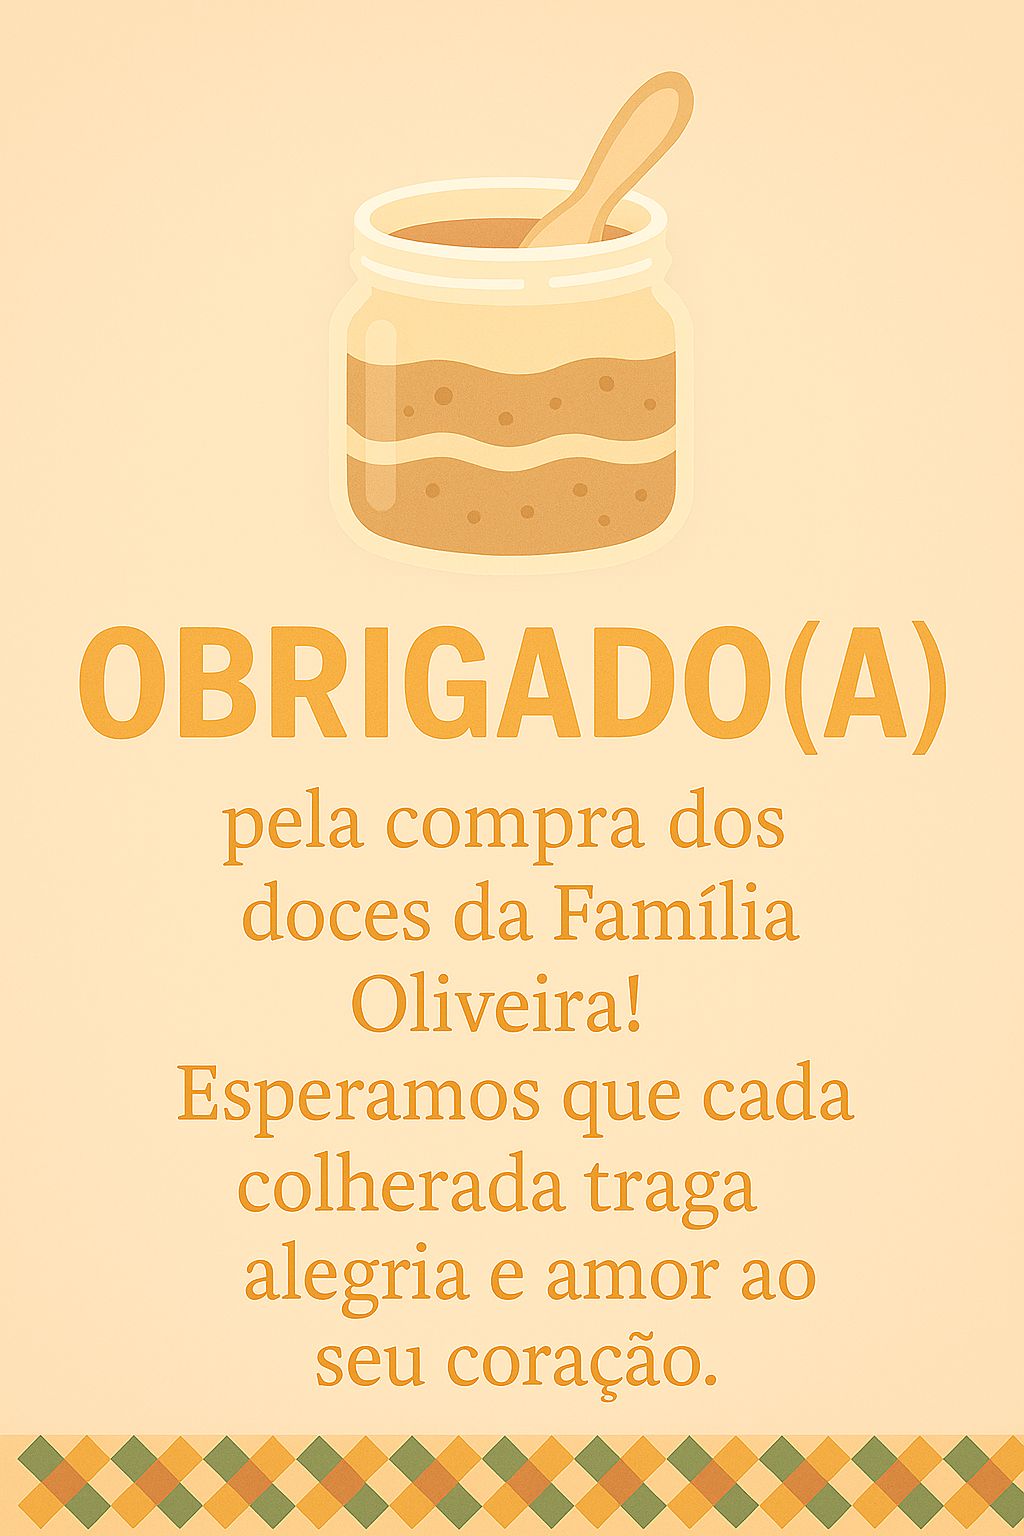 OBRIGADO(A)
pela compra dos
doces da Família
Oliveira!
Esperamos que cada
colherada traga
alegria e amor ao
seu coração.